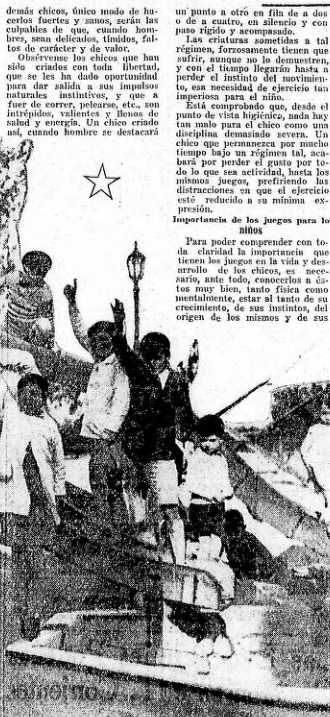 demás chicos, único modo de ha-
cerlos fuertes y sanos, serán las
culpables de que, cuando hom-
bre, sean delicados, tímidos, fal-
tos de carácter y de valor.
Obsérvense los chicos que han
sido criados con toda libertad,
que se les ha dado oportunidad
para dar salida a sus impulsos
naturales instintivos, y que a
fuer de correr, pelearse, etc., son
intrépidos, valientes y llenos de
salud y energía. Un chico criado
así, cuando hombre se destacará
un punto a otro en fila de a dos
o de a cuatro, en silencio y con
paso rígido y acompasado.
Las criaturas sometidas a tal
régimen, forzosamente tienen que
sufrir, aunque no lo demuestren,
y con el tiempo llegarán hasta a
perder el instinto del movimien-
to, esa necesidad de ejercicio tan
imperiosa para el niño.
Está comprobado que, desde el
punto de vista higiénico, nada hay
tan malo para el chico como una
disciplina demasiado severa. Un
chico que permanezca por mucho
tiempo bajo un régimen tal, aca-
bará por perder el gusto por to-
do lo que sea actividad, hasta los
mismos juegos, prefiriendo las
distracciones en que el ejercicio
esté reducido a su mínima ex-
presión.
Importancia de los juegos para los
niños
Para poder comprender con to-
da claridad la importancia que
tienen los juegos en la vida y des-
arrollo de los chicos, es nece-
sario, ante todo, conocerlos a és-
tos muy bien, tanto física como
mentalmente, estar al tanto de su
crecimiento, de sus instintos, del
origen de los mismos y de sus